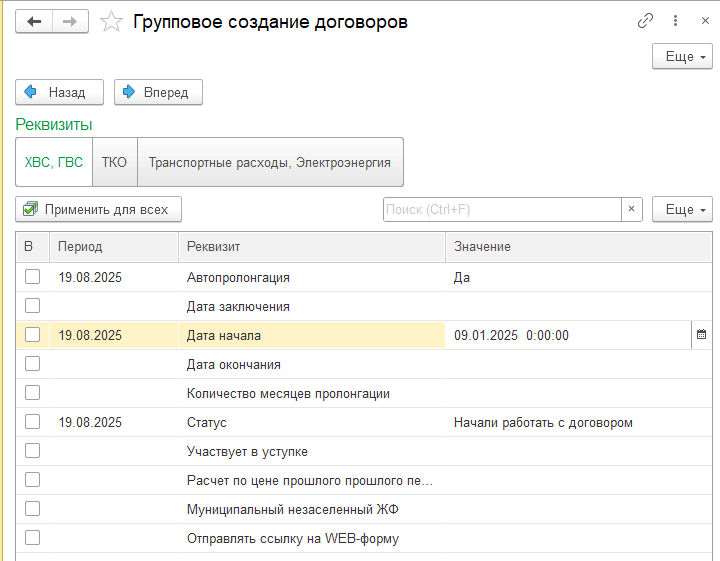 Групповое создание договоров
Еще
Назад Вперед
Реквизиты
ХВС, ГВС ТКО Транспортные расходы, Электроэнергия
Применить для всех Поиск (Ctrl+F) × Еще
В Период Реквизит Значение
19.08.2025 Автопролонгация Да
Дата заключения
19.08.2025 Дата начала 09.01.2025 0:00:00
Дата окончания
Количество месяцев пролонгации
19.08.2025 Статус Начали работать с договором
Участвует в уступке
Расчет по цене прошлого прошлого пе...
Муниципальный незаселенный ЖФ
Отправлять ссылку на WEB-форму